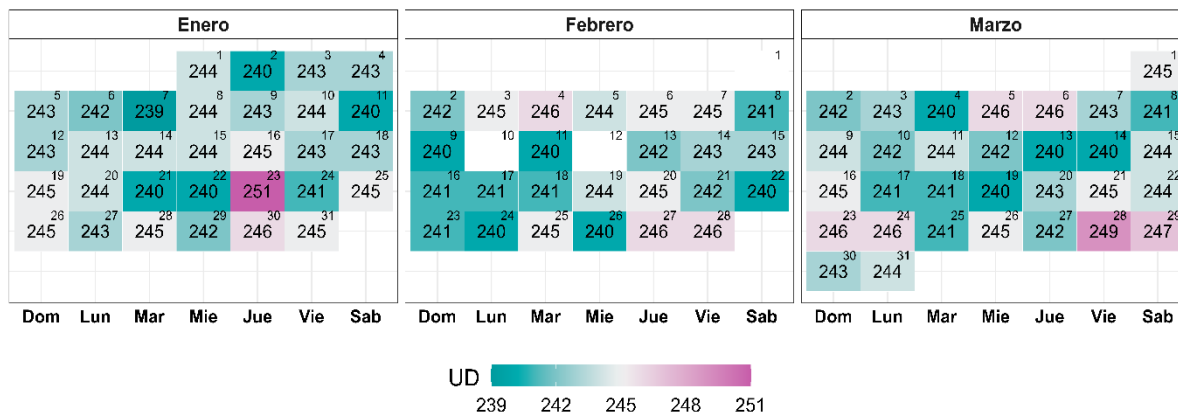 Enero Febrero Marzo
1 2 3 4 1 1
244 240 243 243 245
5 6 7 8 9 10 11 2 3 4 5 6 7 8 2 3 4 5 6 7 8
243 242 239 244 243 244 240 242 245 246 244 245 245 241 242 243 240 246 246 243 241
12 13 14 15 16 17 18 9 10 11 12 13 14 15 9 10 11 12 13 14 15
243 244 244 244 245 243 243 240 240 242 243 243 244 242 244 242 240 240 244
19 20 21 22 23 24 25 16 17 18 19 20 21 22 16 17 18 19 20 21 22
245 244 240 240 251 241 245 241 241 241 244 245 242 240 245 241 241 240 243 245 244
26 27 28 29 30 31 23 24 25 26 27 28 23 24 25 26 27 28 29
245 243 245 242 246 245 241 240 245 240 246 246 246 246 241 245 242 249 247
30 31
243 244
Dom Lun Mar Mie Jue Vie Sab Dom Lun Mar Mie Jue Vie Sab Dom Lun Mar Mie Jue Vie Sab
UD
239 242 245 248 251